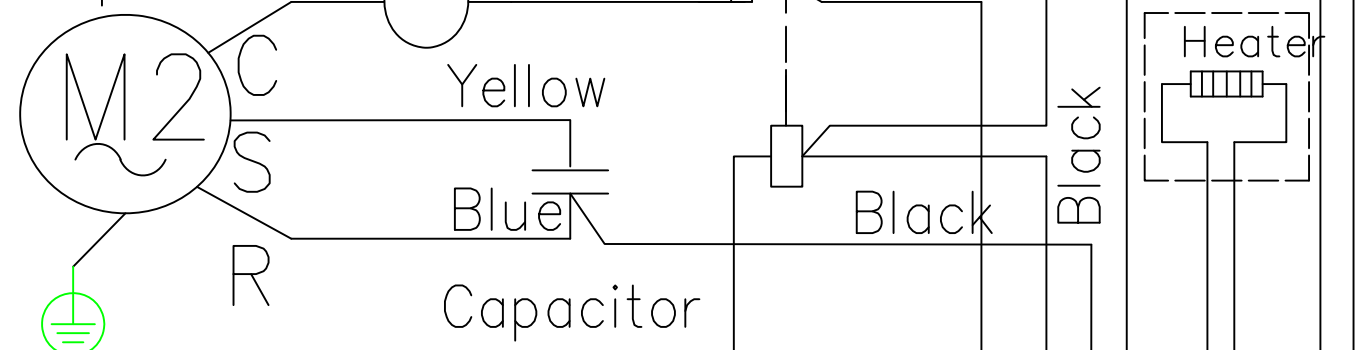 M2
C
Yellow
S
Blue
R
Capacitor
Black
Black
Heater